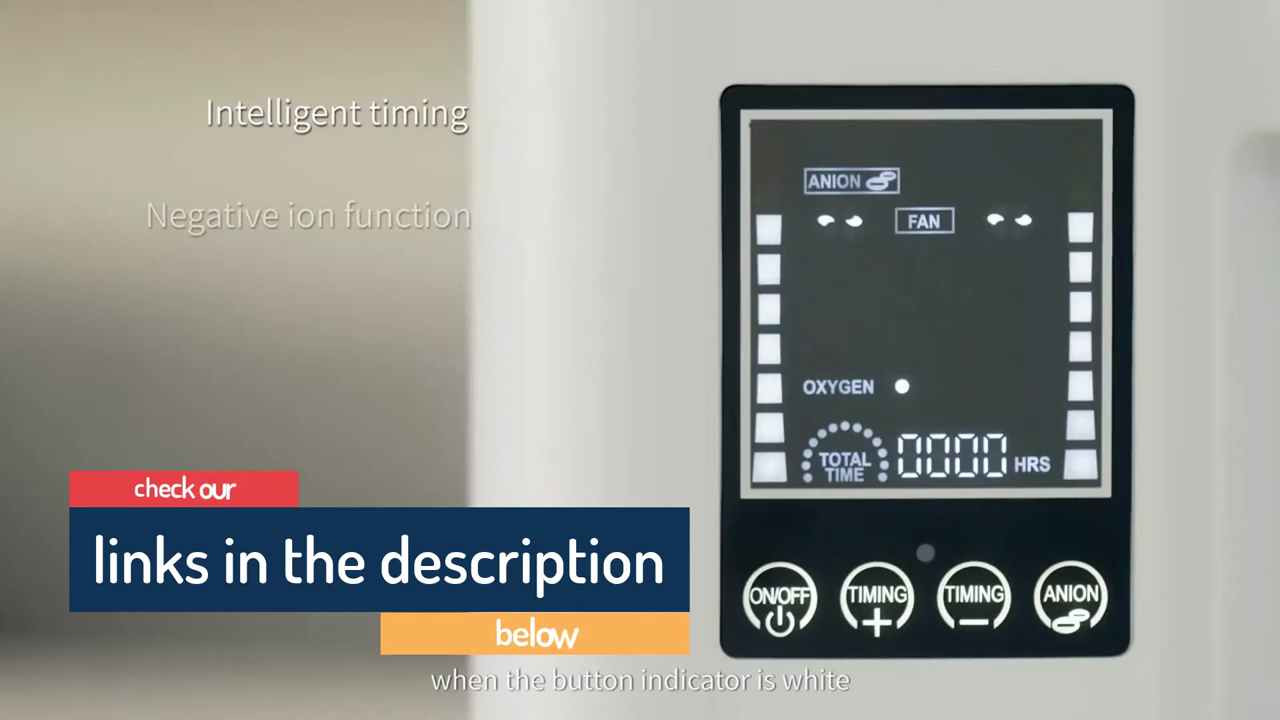 Intelligent timing
Negative ion function
ANION
FAN
OXYGEN
TOTAL
TIME
0000 HRS
ON/OFF
TIMING
+
TIMING
−
ANION
check our
links in the description
below
when the button indicator is white